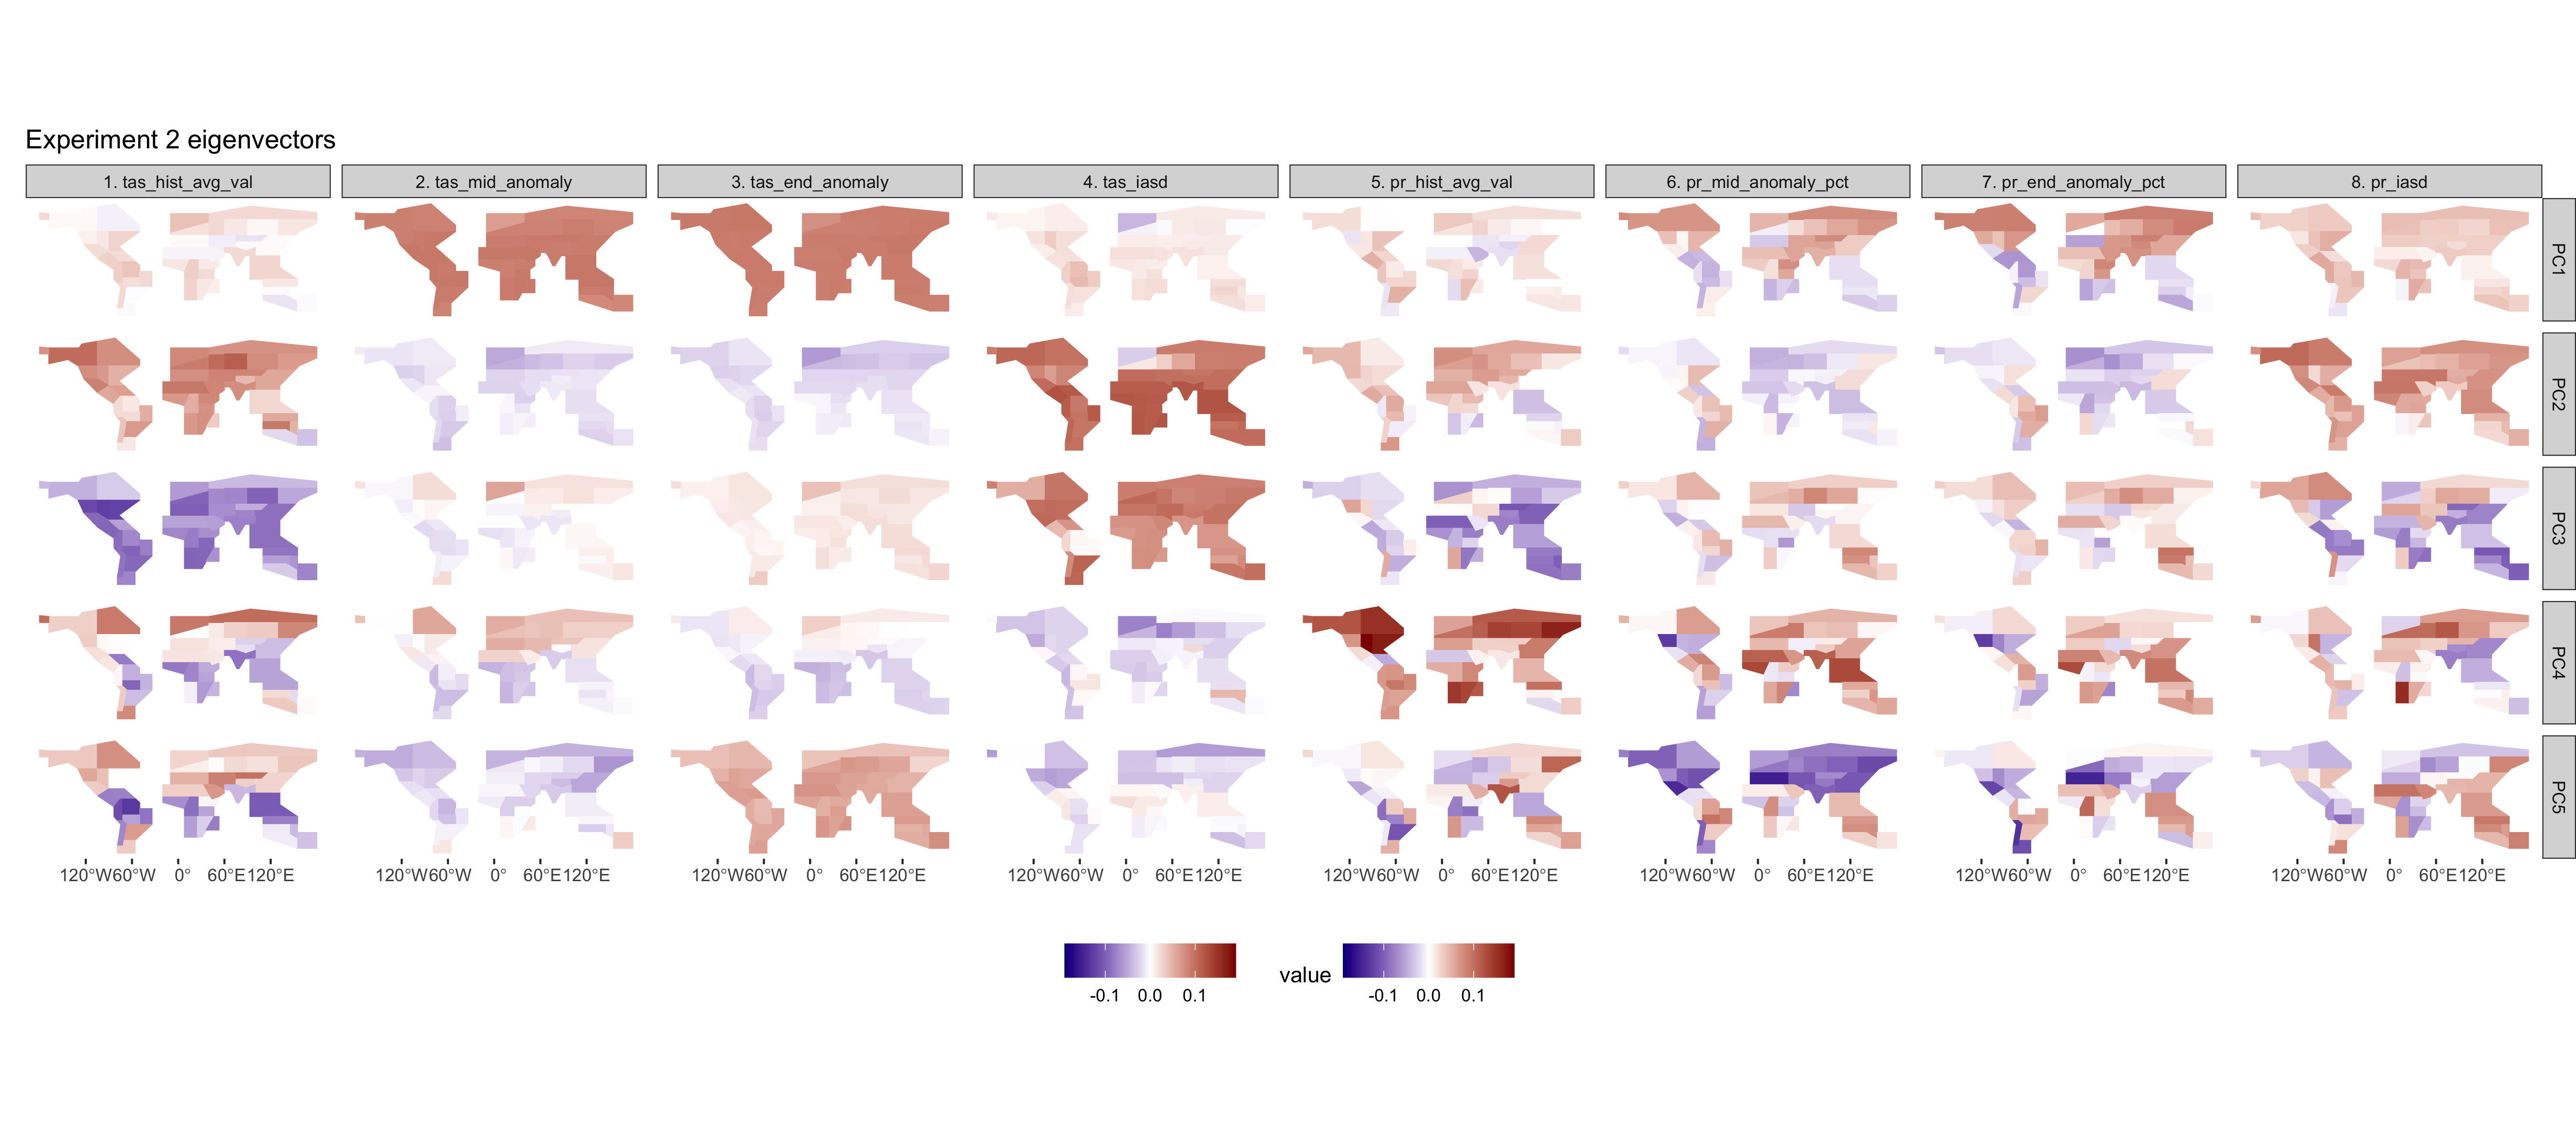 Experiment 2 eigenvectors
1. tas_hist_avg_val 2. tas_mid_anomaly 3. tas_end_anomaly 4. tas_iasd 5. pr_hist_avg_val 6. pr_mid_anomaly_pct 7. pr_end_anomaly_pct 8. pr_iasd
PC1
PC2
PC3
PC4
PC5
120°W60°W 0° 60°E120°E 120°W60°W 0° 60°E120°E 120°W60°W 0° 60°E120°E 120°W60°W 0° 60°E120°E 120°W60°W 0° 60°E120°E 120°W60°W 0° 60°E120°E 120°W60°W 0° 60°E120°E 120°W60°W 0° 60°E120°E
value
-0.1 0.0 0.1 -0.1 0.0 0.1